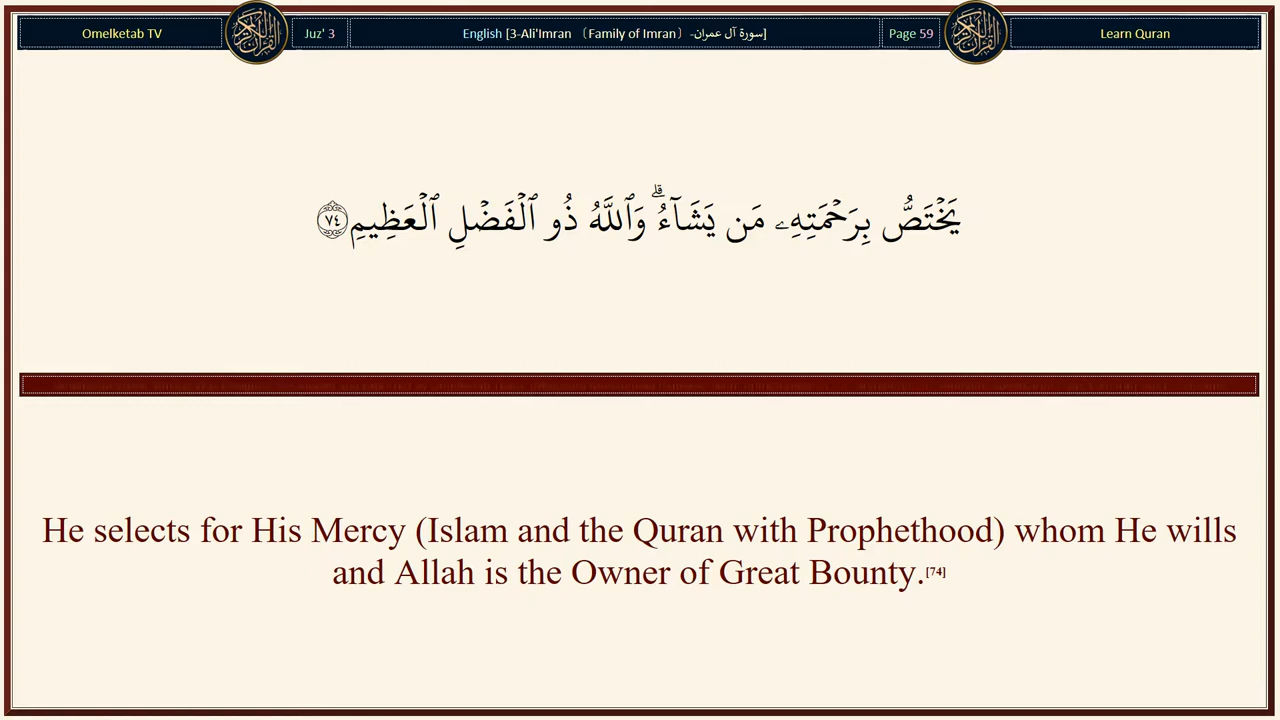 Omelketab TV
Juz' 3
English [3-Ali'Imran 〔Family of Imran〕 -سورة آل عمران]
Page 59
Learn Quran
يَخۡتَصُّ بِرَحۡمَتِهِۦ مَن يَشَآءُۗ وَٱللَّهُ ذُو ٱلۡفَضۡلِ ٱلۡعَظِيمِ ٧٤
He selects for His Mercy (Islam and the Quran with Prophethood) whom He wills
and Allah is the Owner of Great Bounty.[74]